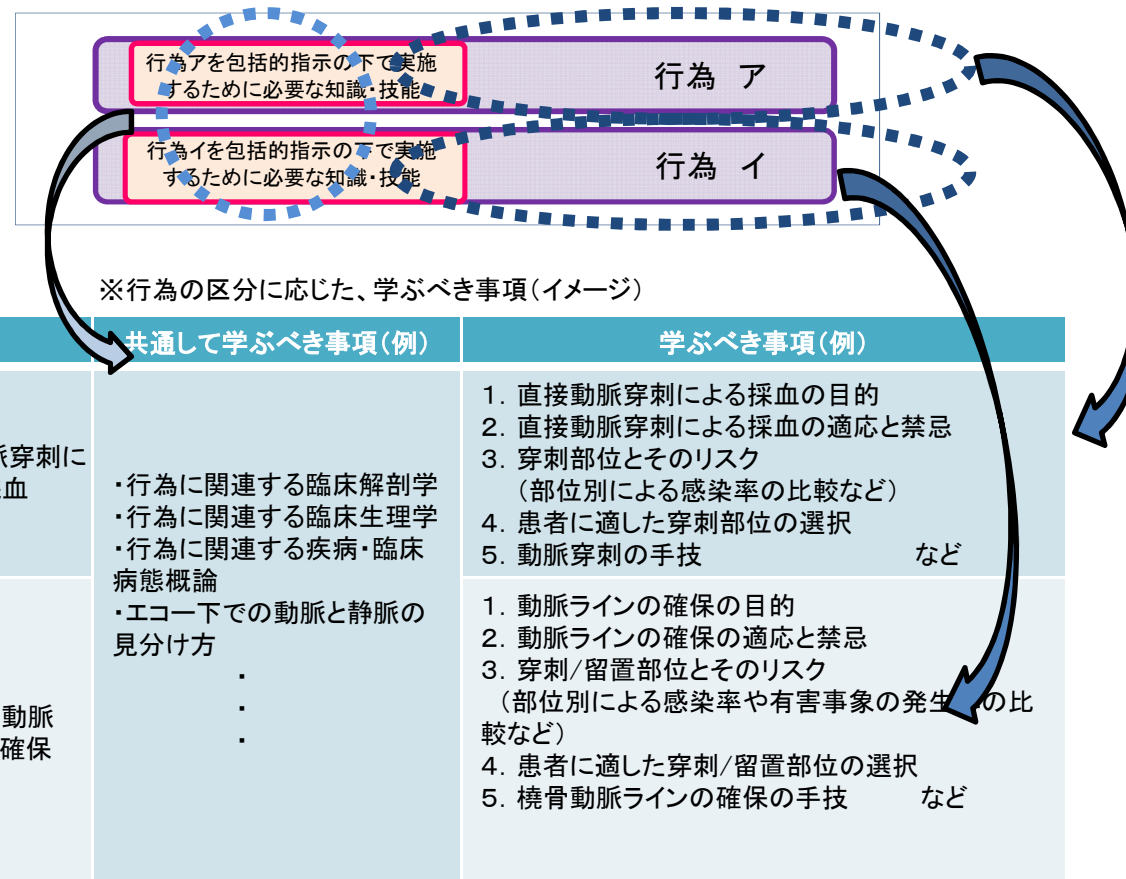 行為アを包括的指示の下で実施
するために必要な知識・技能
行為 ア
行為イを包括的指示の下で実施
するために必要な知識・技能
行為 イ
※行為の区分に応じた、学ぶべき事項(イメージ)
共通して学ぶべき事項(例)
学ぶべき事項(例)
穿刺に
血
・行為に関連する臨床解剖学
・行為に関連する臨床生理学
・行為に関連する疾病・臨床
病態概論
・エコー下での動脈と静脈の
見分け方
・
・
・
1. 直接動脈穿刺による採血の目的
2. 直接動脈穿刺による採血の適応と禁忌
3. 穿刺部位とそのリスク
(部位別による感染率の比較など)
4. 患者に適した穿刺部位の選択
5. 動脈穿刺の手技 など
動脈
確保
1. 動脈ラインの確保の目的
2. 動脈ラインの確保の適応と禁忌
3. 穿刺/留置部位とそのリスク
(部位別による感染率や有害事象の発生の比
較など)
4. 患者に適した穿刺/留置部位の選択
5. 橈骨動脈ラインの確保の手技 など